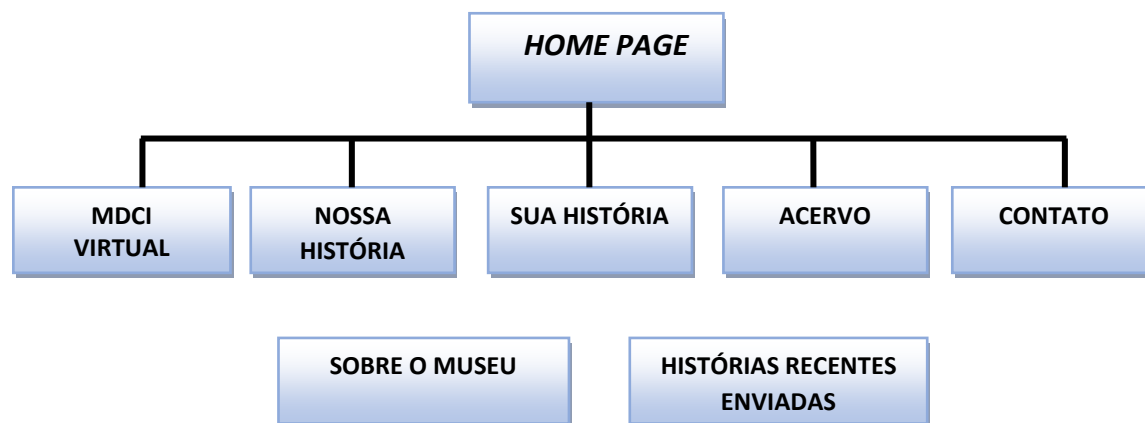 HOME PAGE
MDCI
VIRTUAL
NOSSA
HISTÓRIA
SUA HISTÓRIA
ACERVO
CONTATO
SOBRE O MUSEU
HISTÓRIAS RECENTES
ENVIADAS